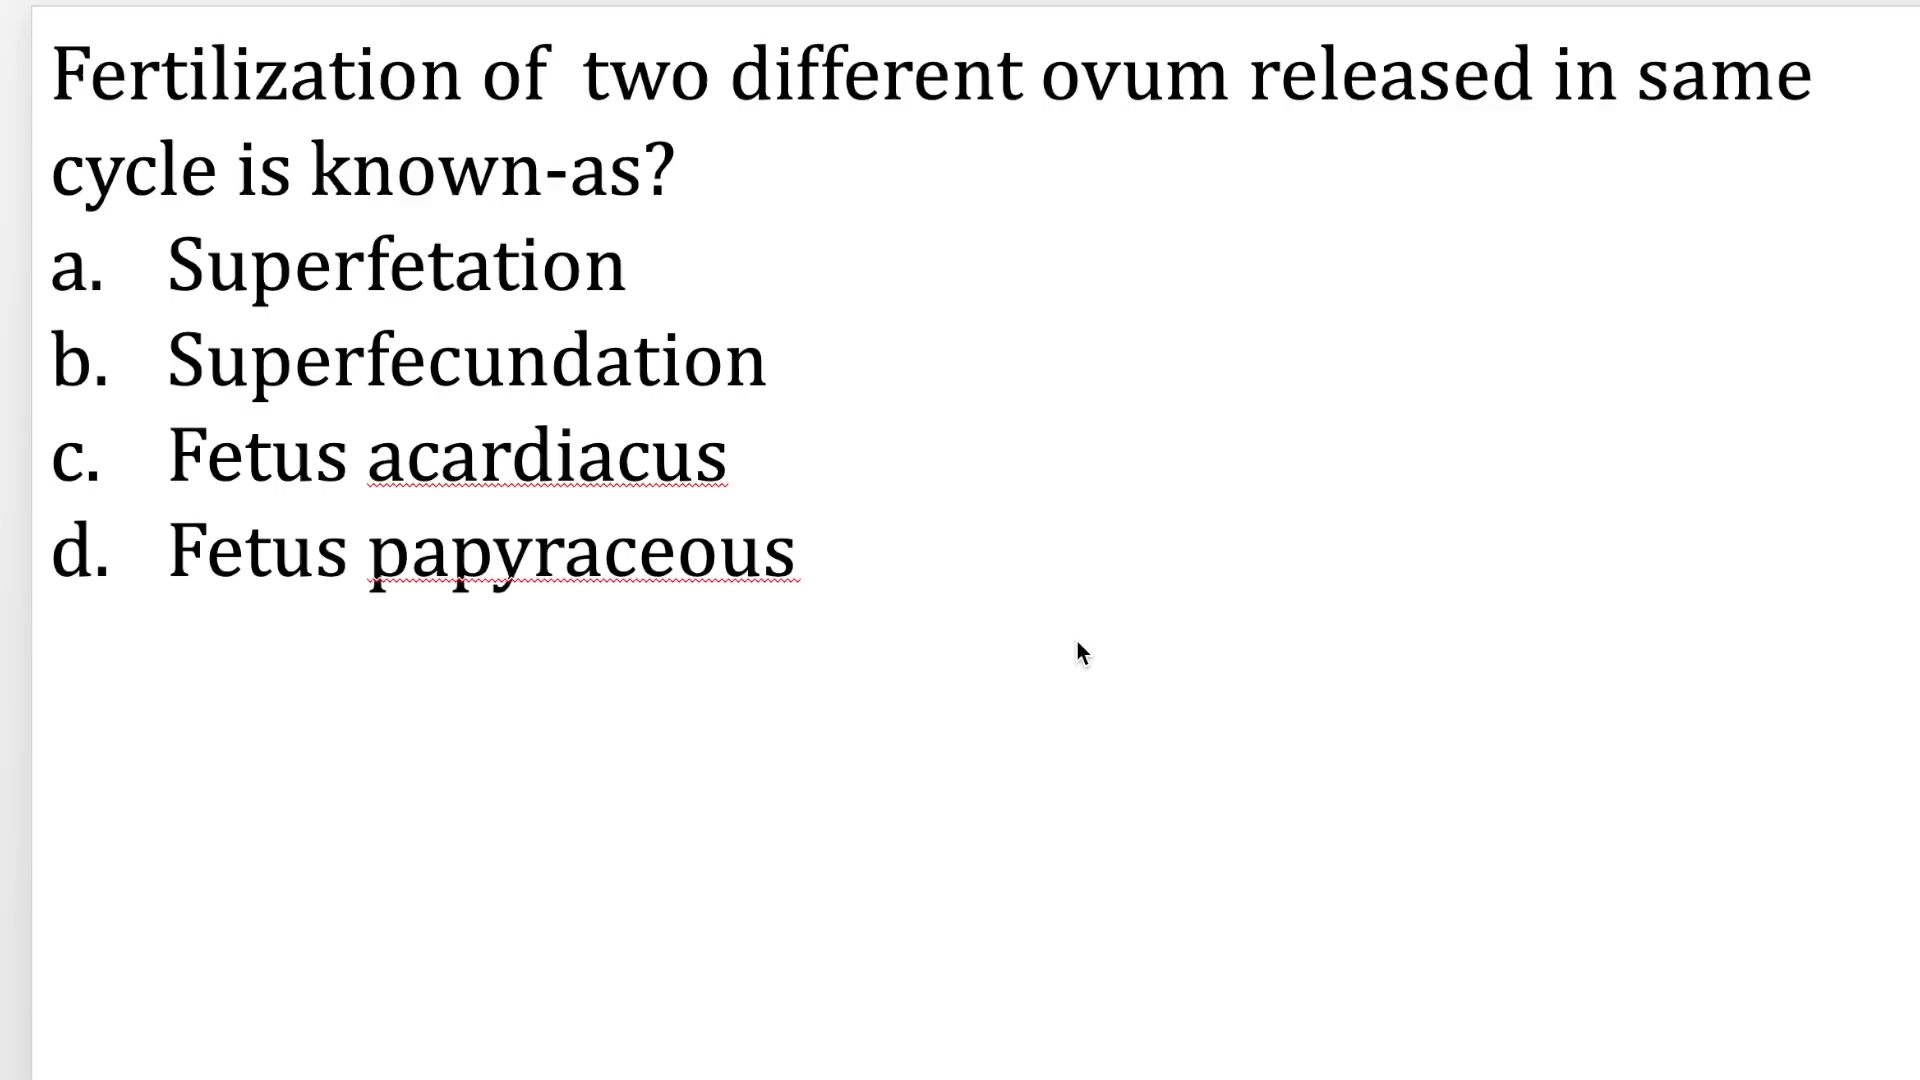 Fertilization of  two different ovum released in same
cycle is known-as?
a. Superfetation
b. Superfecundation
c. Fetus acardiacus
d. Fetus papyraceous